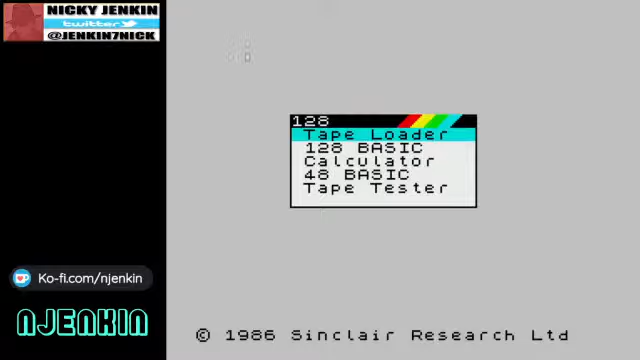 NICKY JENKIN
twitter
@JENKIN7NICK
128
Tape Loader
128 BASIC
Calculator
48 BASIC
Tape Tester
Ko-fi.com/njenkin
NJENKIN
© 1986 Sinclair Research Ltd